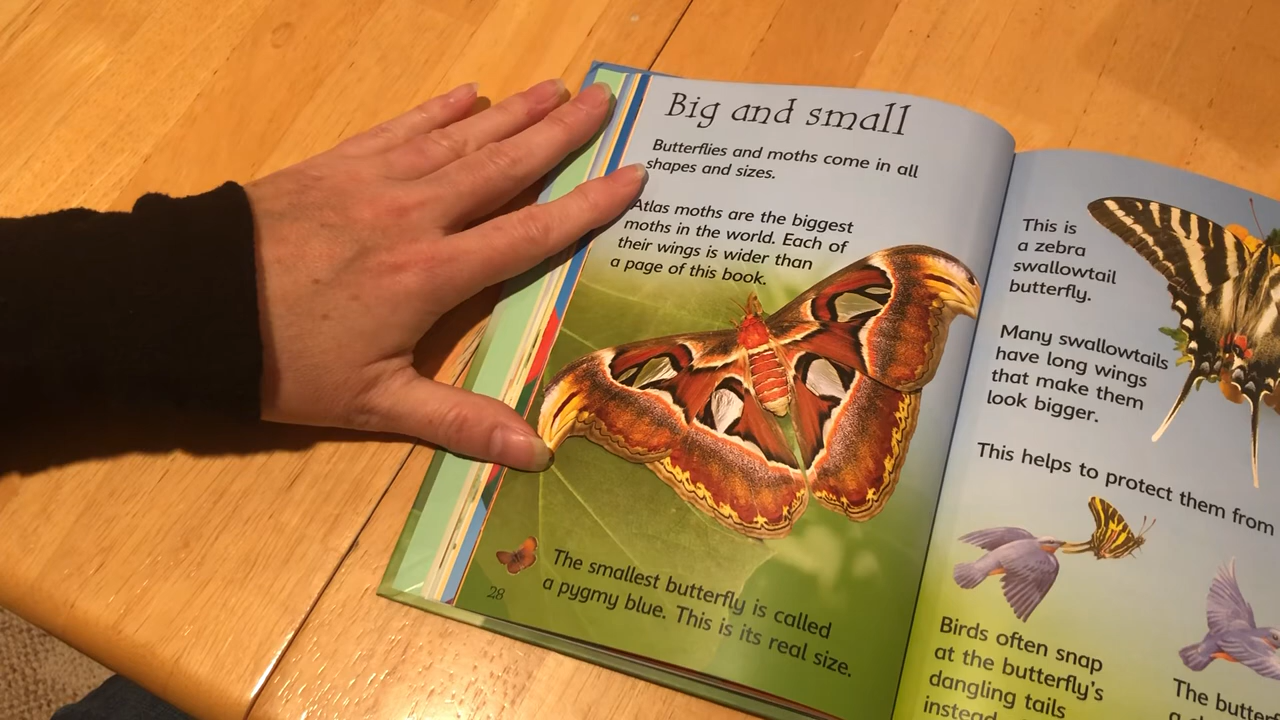 Big and small
Butterflies and moths come in all
shapes and sizes.
Atlas moths are the biggest
moths in the world. Each of
their wings is wider than
a page of this book.
The smallest butterfly is called
a pygmy blue. This is its real size.
28
This is
a zebra
swallowtail
butterfly.
Many swallowtails
have long wings
that make them
look bigger.
This helps to protect them from
Birds often snap
at the butterfly's
dangling tails
instead
The